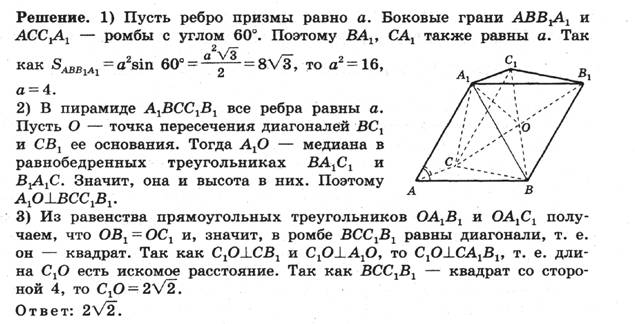 Решение. 1) Пусть ребро призмы равно a. Боковые грани ABB₁A₁ и
ACC₁A₁ — ромбы с углом 60°. Поэтому BA₁, CA₁ также равны a. Так
как S_{ABB₁A₁} = a² sin 60° = a²√3/2 = 8√3, то a² = 16,
a = 4.
2) В пирамиде A₁BCC₁B₁ все ребра равны a.
Пусть O — точка пересечения диагоналей BC₁
и CB₁ ее основания. Тогда A₁O — медиана в
равнобедренных треугольниках BA₁C₁ и
B₁A₁C. Значит, она и высота в них. Поэтому
A₁O⊥BCC₁B₁.
C₁
A₁
B₁
O
C
A
B
3) Из равенства прямоугольных треугольников OA₁B₁ и OA₁C₁ полу-
чаем, что OB₁ = OC₁ и, значит, в ромбе BCC₁B₁ равны диагонали, т. е.
он — квадрат. Так как C₁O⊥CB₁ и C₁O⊥A₁O, то C₁O⊥CA₁B₁, т. е. дли-
на C₁O есть искомое расстояние. Так как BCC₁B₁ — квадрат со сторо-
ной 4, то C₁O = 2√2.
Ответ: 2√2.